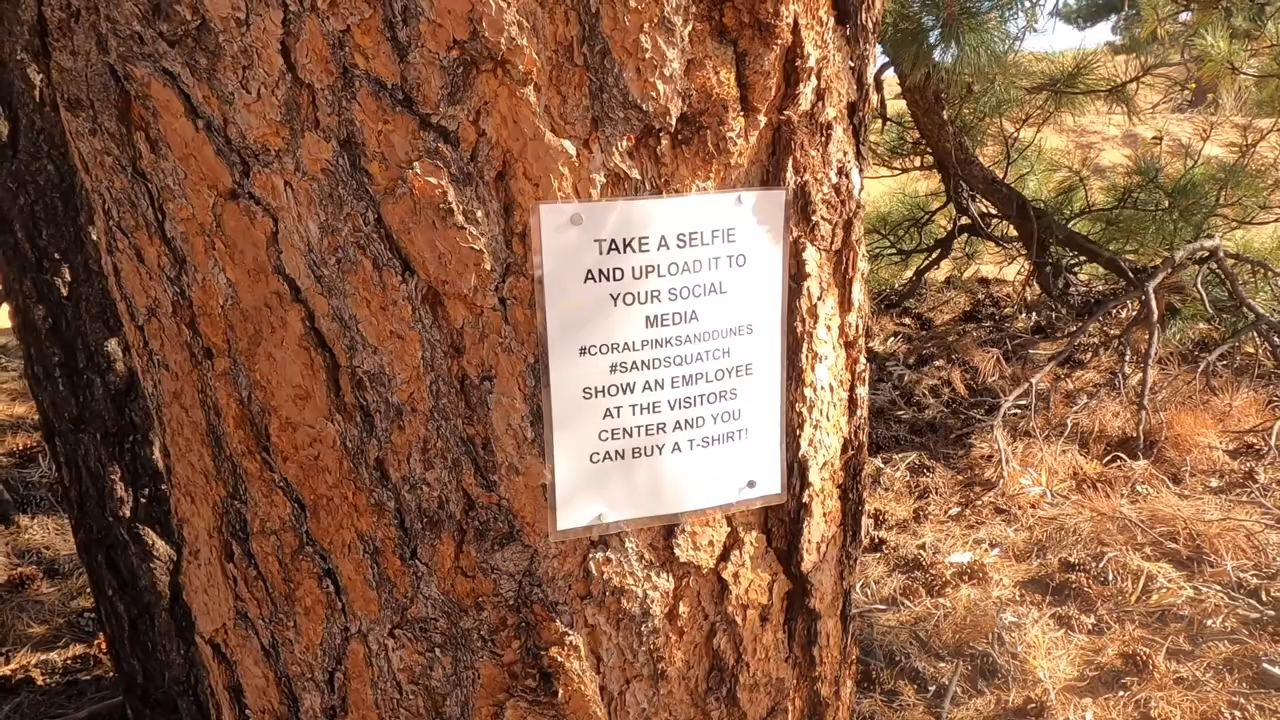 TAKE A SELFIE
AND UPLOAD IT TO
YOUR SOCIAL
MEDIA
#CORALPINKSANDDUNES
#SANDSQUATCH
SHOW AN EMPLOYEE
AT THE VISITORS
CENTER AND YOU
CAN BUY A T-SHIRT!